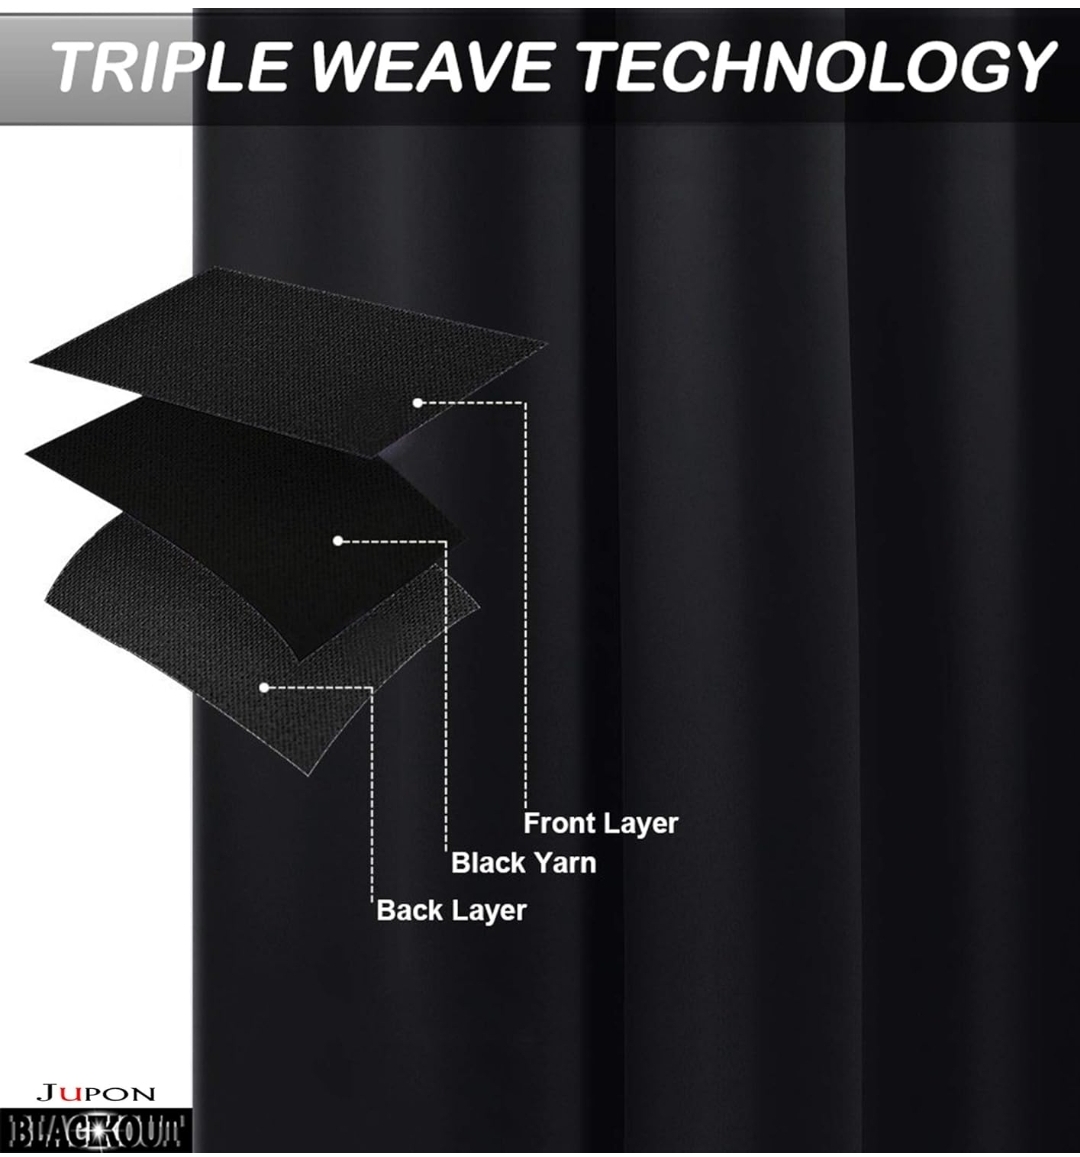 TRIPLE WEAVE TECHNOLOGY
Front Layer
Black Yarn
Back Layer
JUPON
BLACKOUT